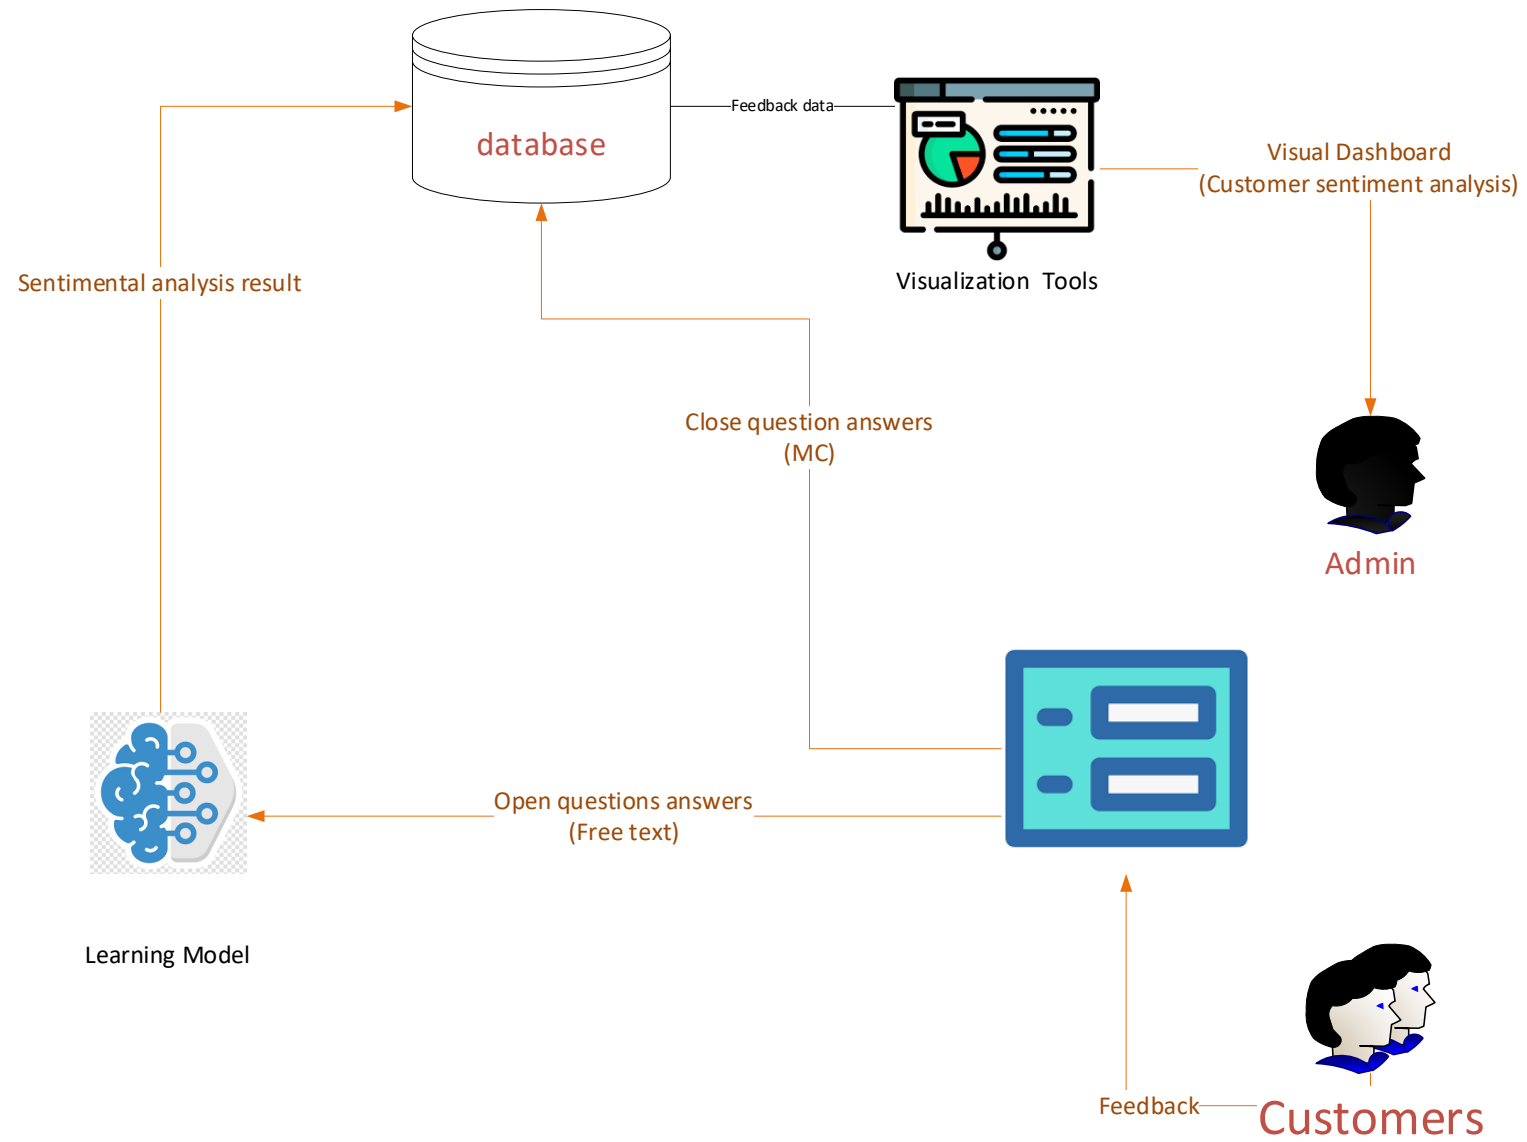 Feedback data
database
Visual Dashboard
(Customer sentiment analysis)
Sentimental analysis result
Visualization Tools
Close question answers
(MC)
Admin
Open questions answers
(Free text)
Learning Model
Feedback
Customers